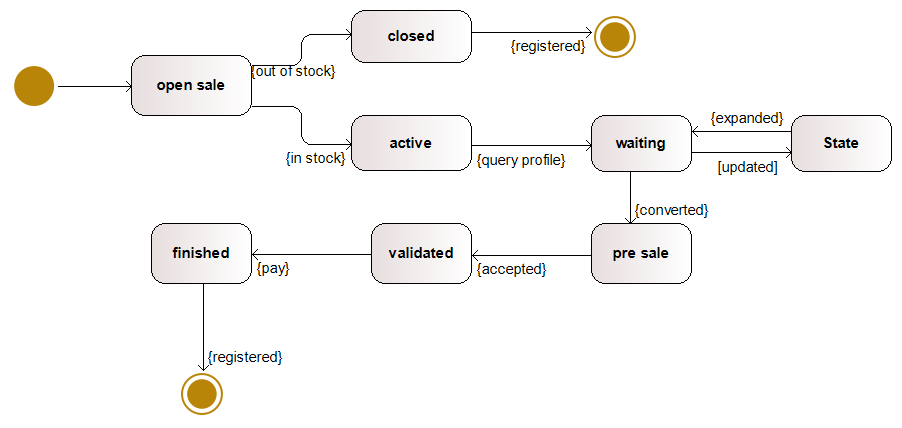 closed
{registered}
open sale
{out of stock}
{in stock}
active
{query profile}
waiting
{expanded}
[updated]
State
{converted}
finished
{pay}
validated
{accepted}
pre sale
{registered}